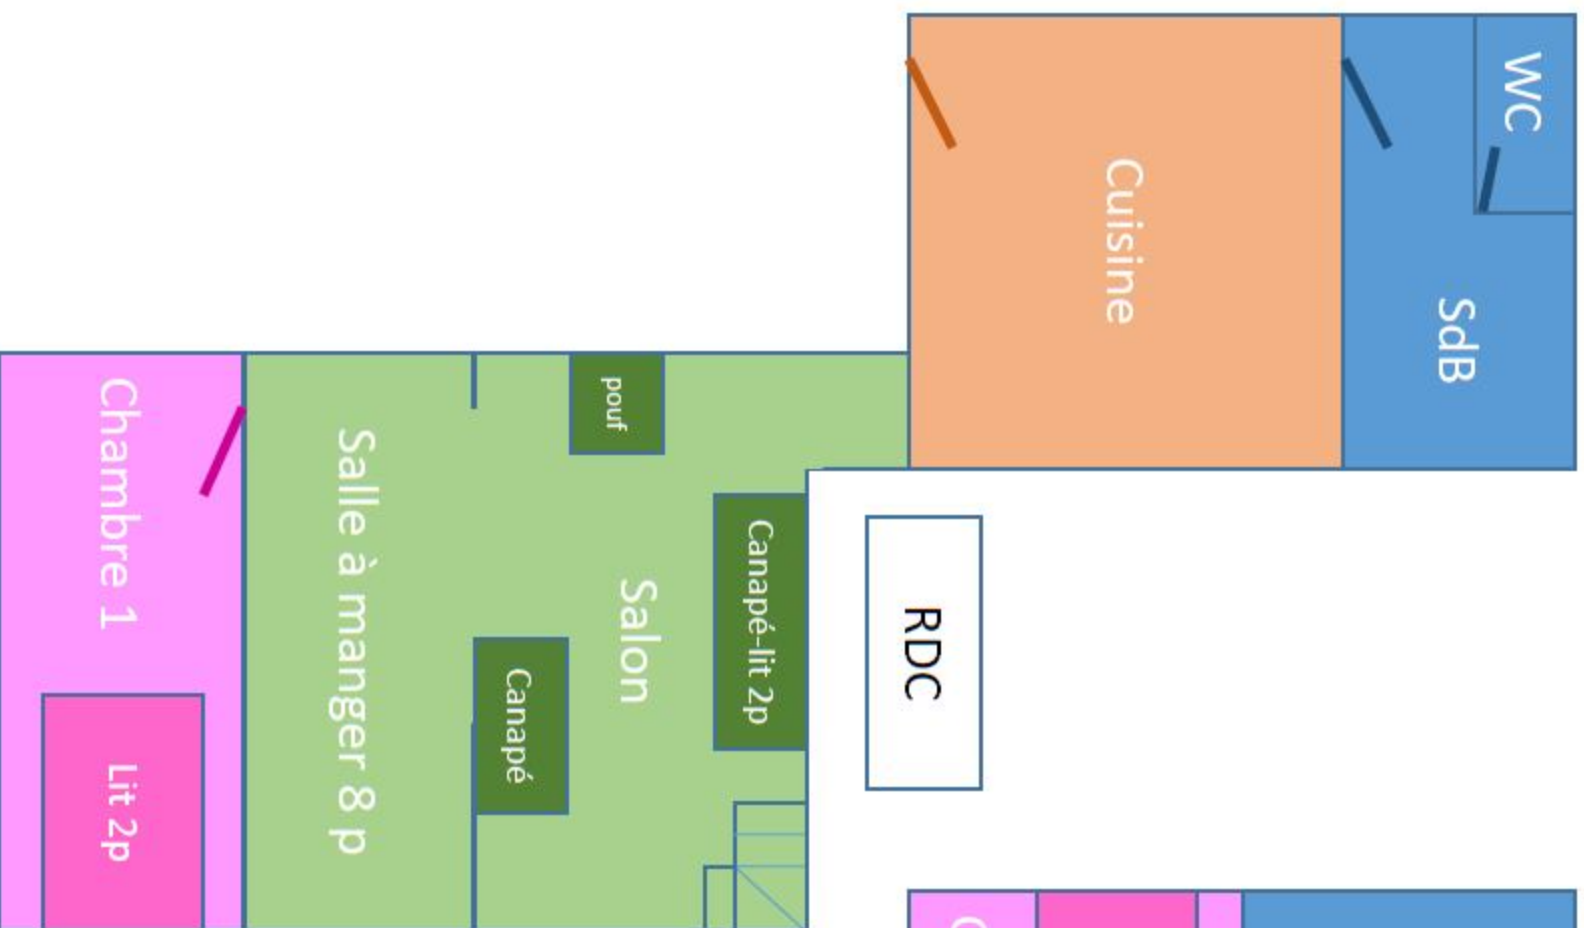 WC
SdB
Cuisine
pouf
Canapé-lit 2p
Salon
Canapé
Salle à manger 8 p
Chambre 1
Lit 2p
RDC